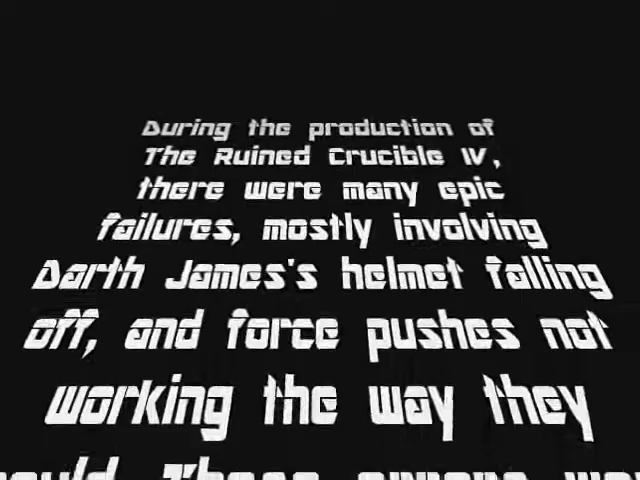 During the production of
The Ruined Crucible IV,
there were many epic
failures, mostly involving
Darth James's helmet falling
off, and force pushes not
working the way they